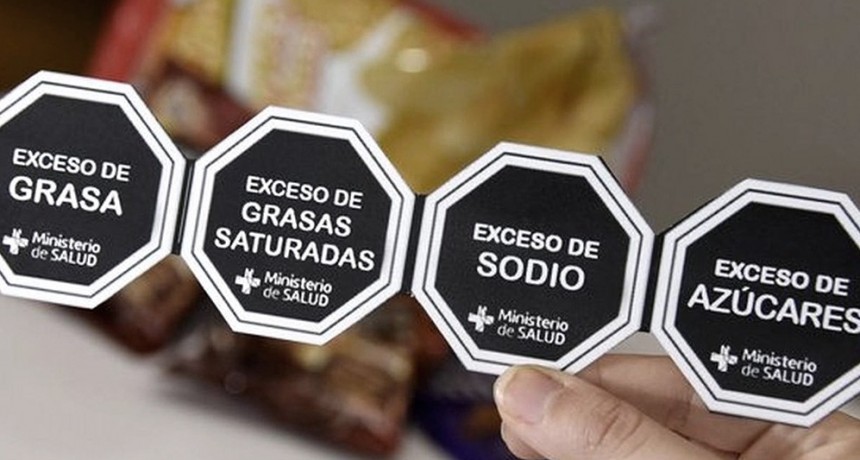 EXCESO DE
GRASA
Ministerio
de SALUD
EXCESO DE
GRASAS
SATURADAS
Ministerio
de SALUD
EXCESO DE
SODIO
Ministerio
de SALUD
EXCESO DE
AZÚCARES
Ministerio
de SALUD